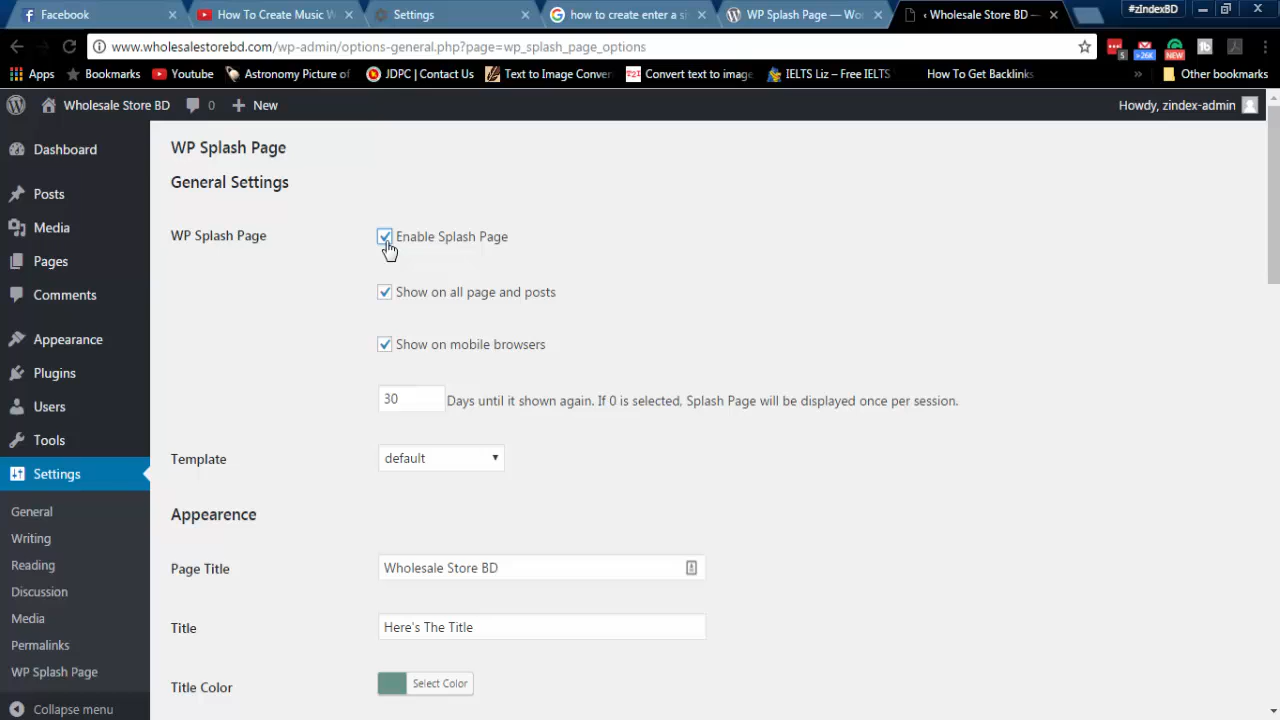 Facebook
How To Create Music W
Settings
how to create enter a si
WP Splash Page — Wo
‹ Wholesale Store BD –
#zIndexBD
www.wholesalestorebd.com/wp-admin/options-general.php?page=wp_splash_page_options
Apps
Bookmarks
Youtube
Astronomy Picture of
JDPC | Contact Us
Text to Image Conver
T2I
Convert text to image
IELTS Liz – Free IELTS
How To Get Backlinks
»
Other bookmarks
5
>26K
NEW
Wholesale Store BD
0
New
Howdy, zindex-admin
Dashboard
Posts
Media
Pages
Comments
Appearance
Plugins
Users
Tools
Settings
General
Writing
Reading
Discussion
Media
Permalinks
WP Splash Page
Collapse menu
WP Splash Page
General Settings
WP Splash Page
Enable Splash Page
Show on all page and posts
Show on mobile browsers
30 Days until it shown again. If 0 is selected, Splash Page will be displayed once per session.
Template
default
Appearence
Page Title
Wholesale Store BD
Title
Here's The Title
Title Color
Select Color